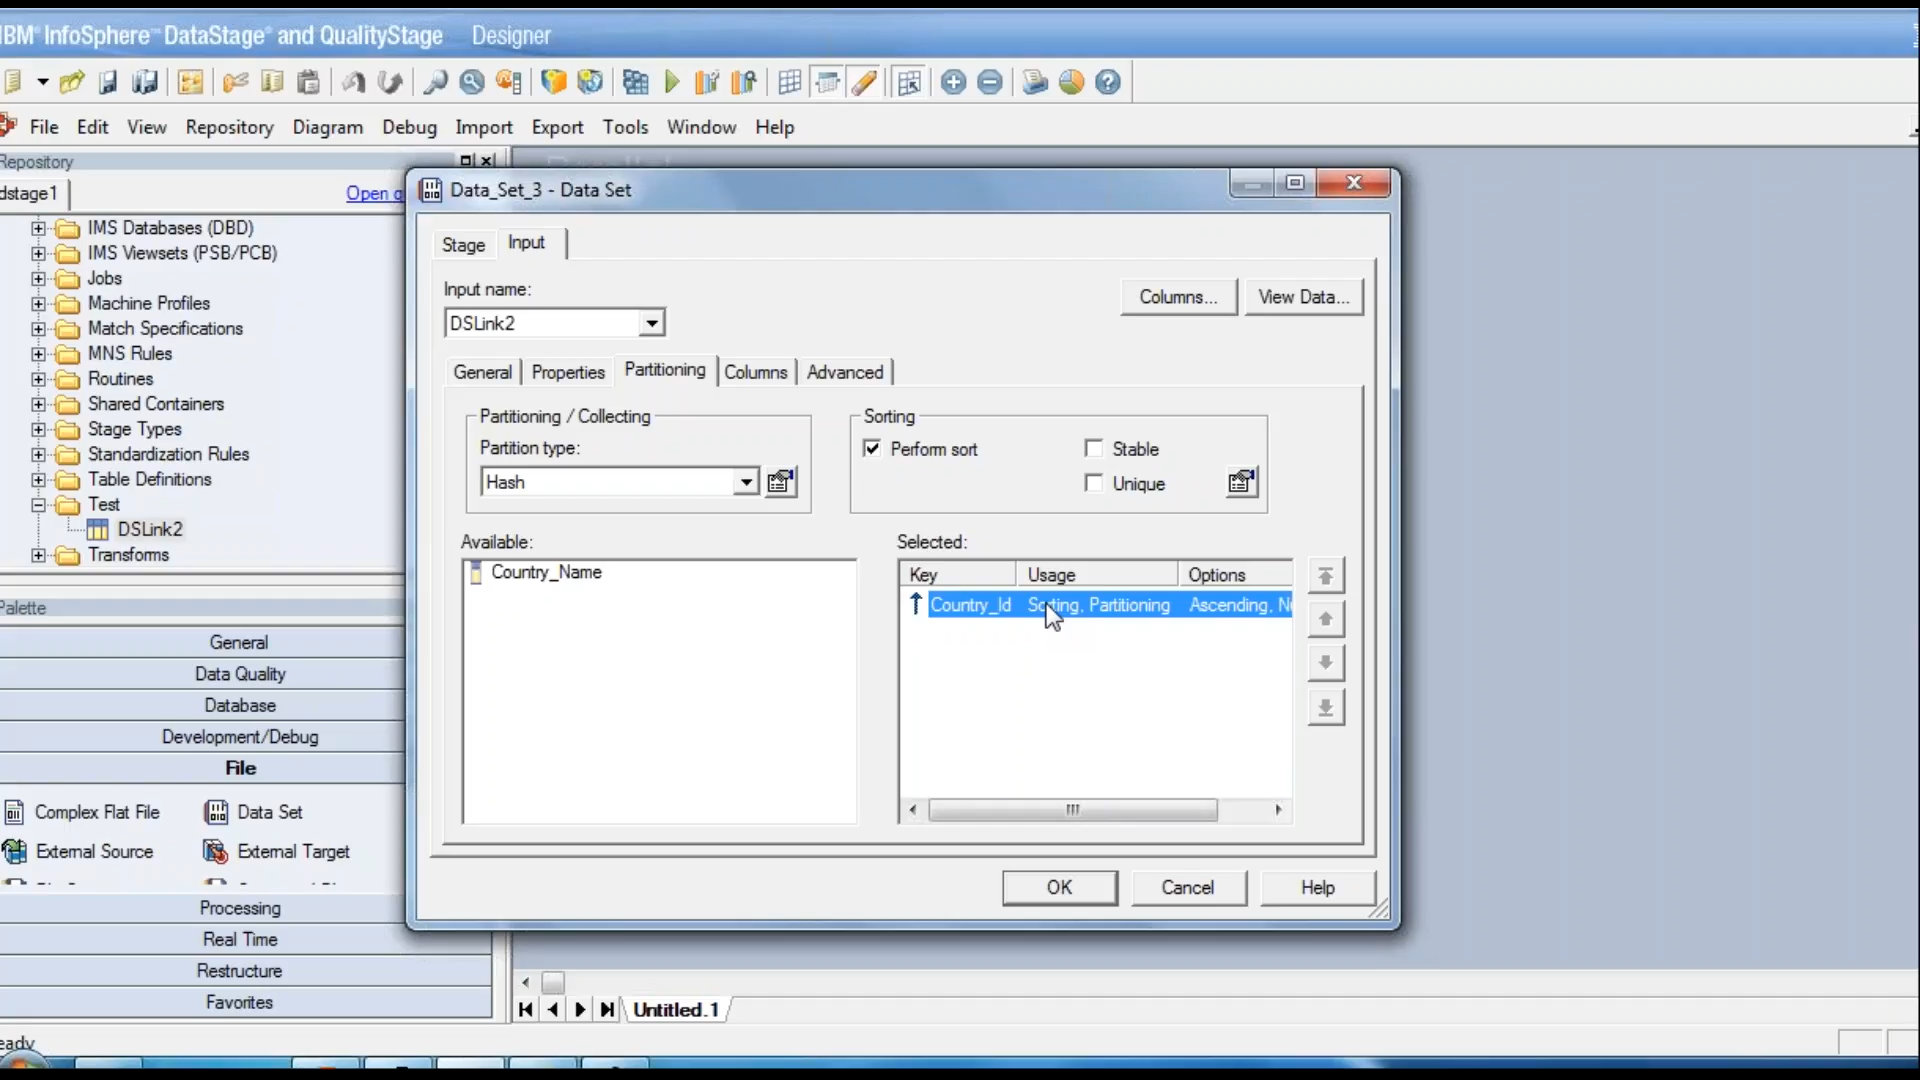 IBM® InfoSphere™ DataStage® and QualityStage Designer
File Edit View Repository Diagram Debug Import Export Tools Window Help
Repository
dstage1
Open q
IMS Databases (DBD)
IMS Viewsets (PSB/PCB)
Jobs
Machine Profiles
Match Specifications
MNS Rules
Routines
Shared Containers
Stage Types
Standardization Rules
Table Definitions
Test
DSLink2
Transforms
Palette
General
Data Quality
Database
Development/Debug
File
Complex Flat File Data Set
External Source External Target
Processing
Real Time
Restructure
Favorites
Data_Set_3 - Data Set
Stage Input
Input name:
DSLink2
Columns... View Data...
General Properties Partitioning Columns Advanced
Partitioning / Collecting
Partition type:
Hash
Sorting
Perform sort Stable
Unique
Available:
Country_Name
Selected:
Key Usage Options
Country_Id Sorting, Partitioning Ascending, N
OK Cancel Help
Untitled.1
eady